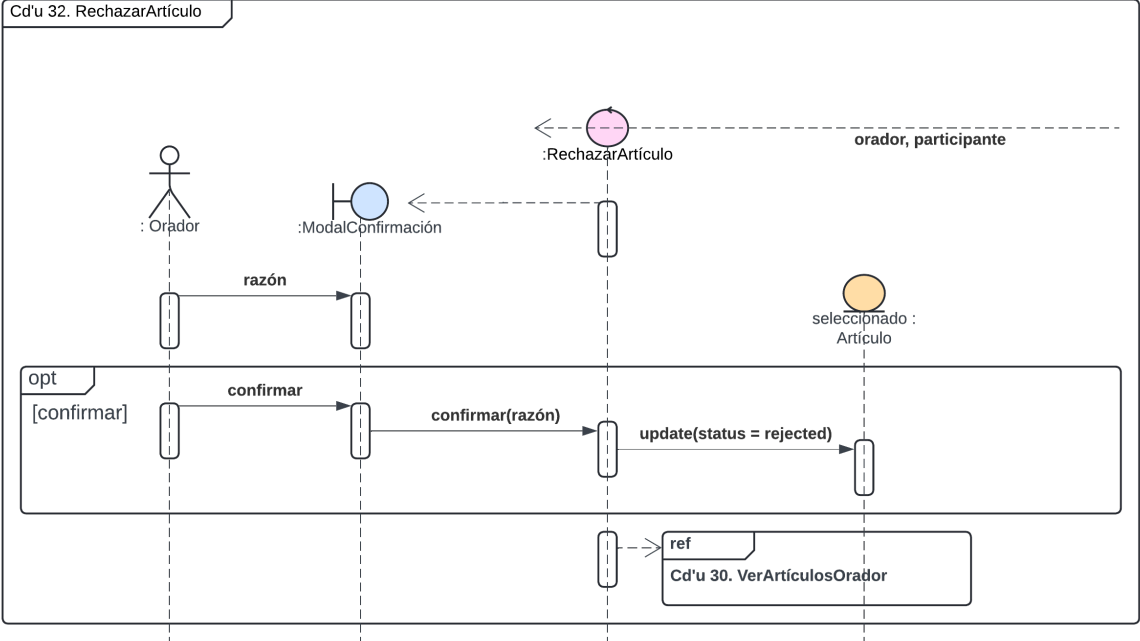 Cd'u 32. RechazarArtículo
orador, participante
:RechazarArtículo
: Orador
:ModalConfirmación
razón
seleccionado :
Artículo
opt
[confirmar]
confirmar
confirmar(razón)
update(status = rejected)
ref
Cd'u 30. VerArtículosOrador